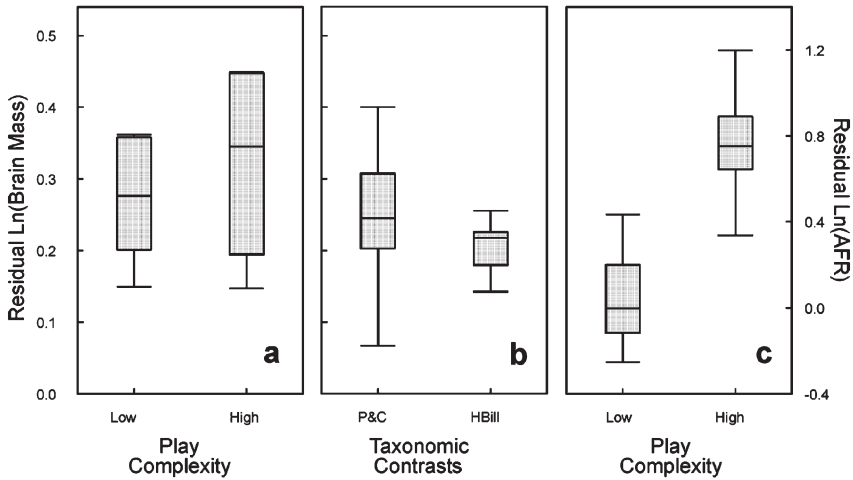 0.5
0.4
0.3
0.2
0.1
0.0
Residual Ln(Brain Mass)
a
Low High
Play
Complexity
b
P&C HBill
Taxonomic
Contrasts
c
Low High
Play
Complexity
1.2
0.8
0.4
0.0
-0.4
Residual Ln(AFR)